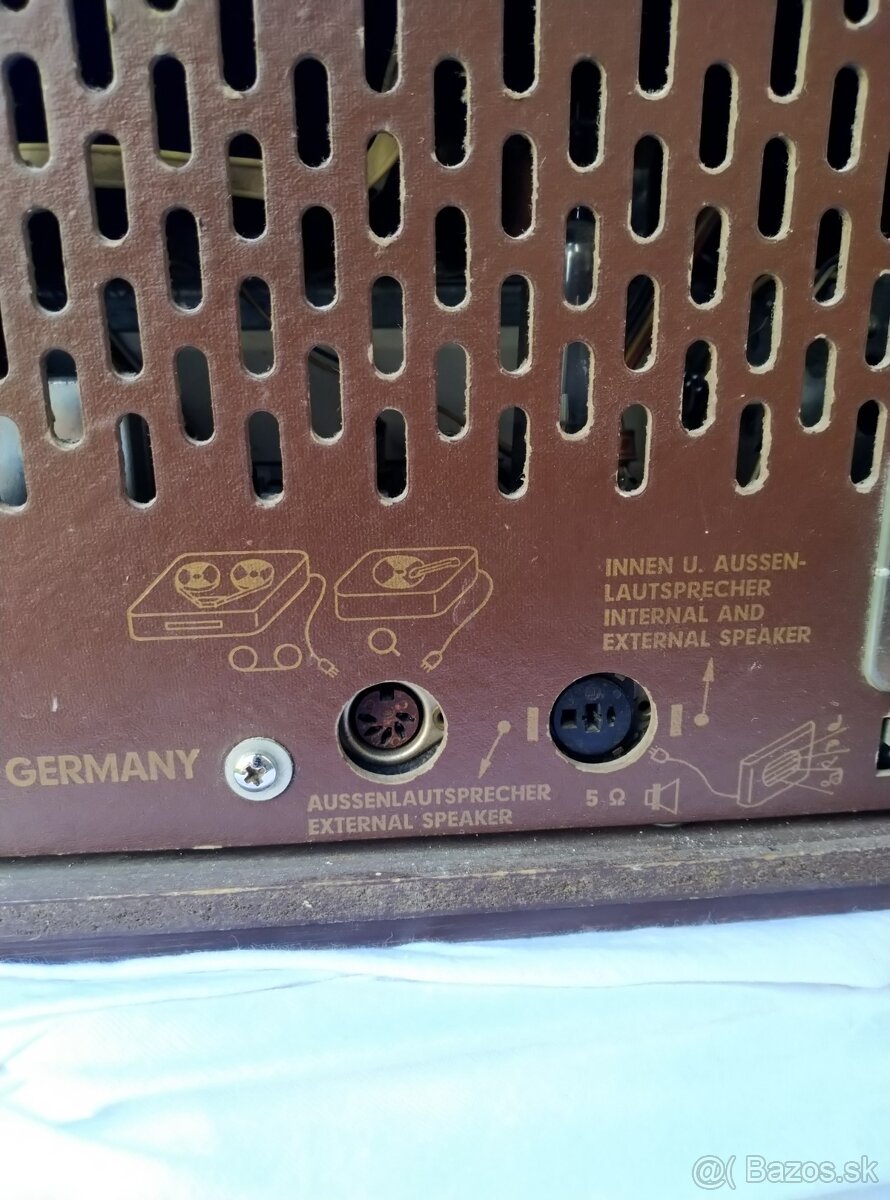 INNEN U. AUSSEN-
LAUTSPRECHER
INTERNAL AND
EXTERNAL SPEAKER
GERMANY
AUSSENLAUTSPRECHER
EXTERNAL SPEAKER
5 Ω
@( Bazos.sk